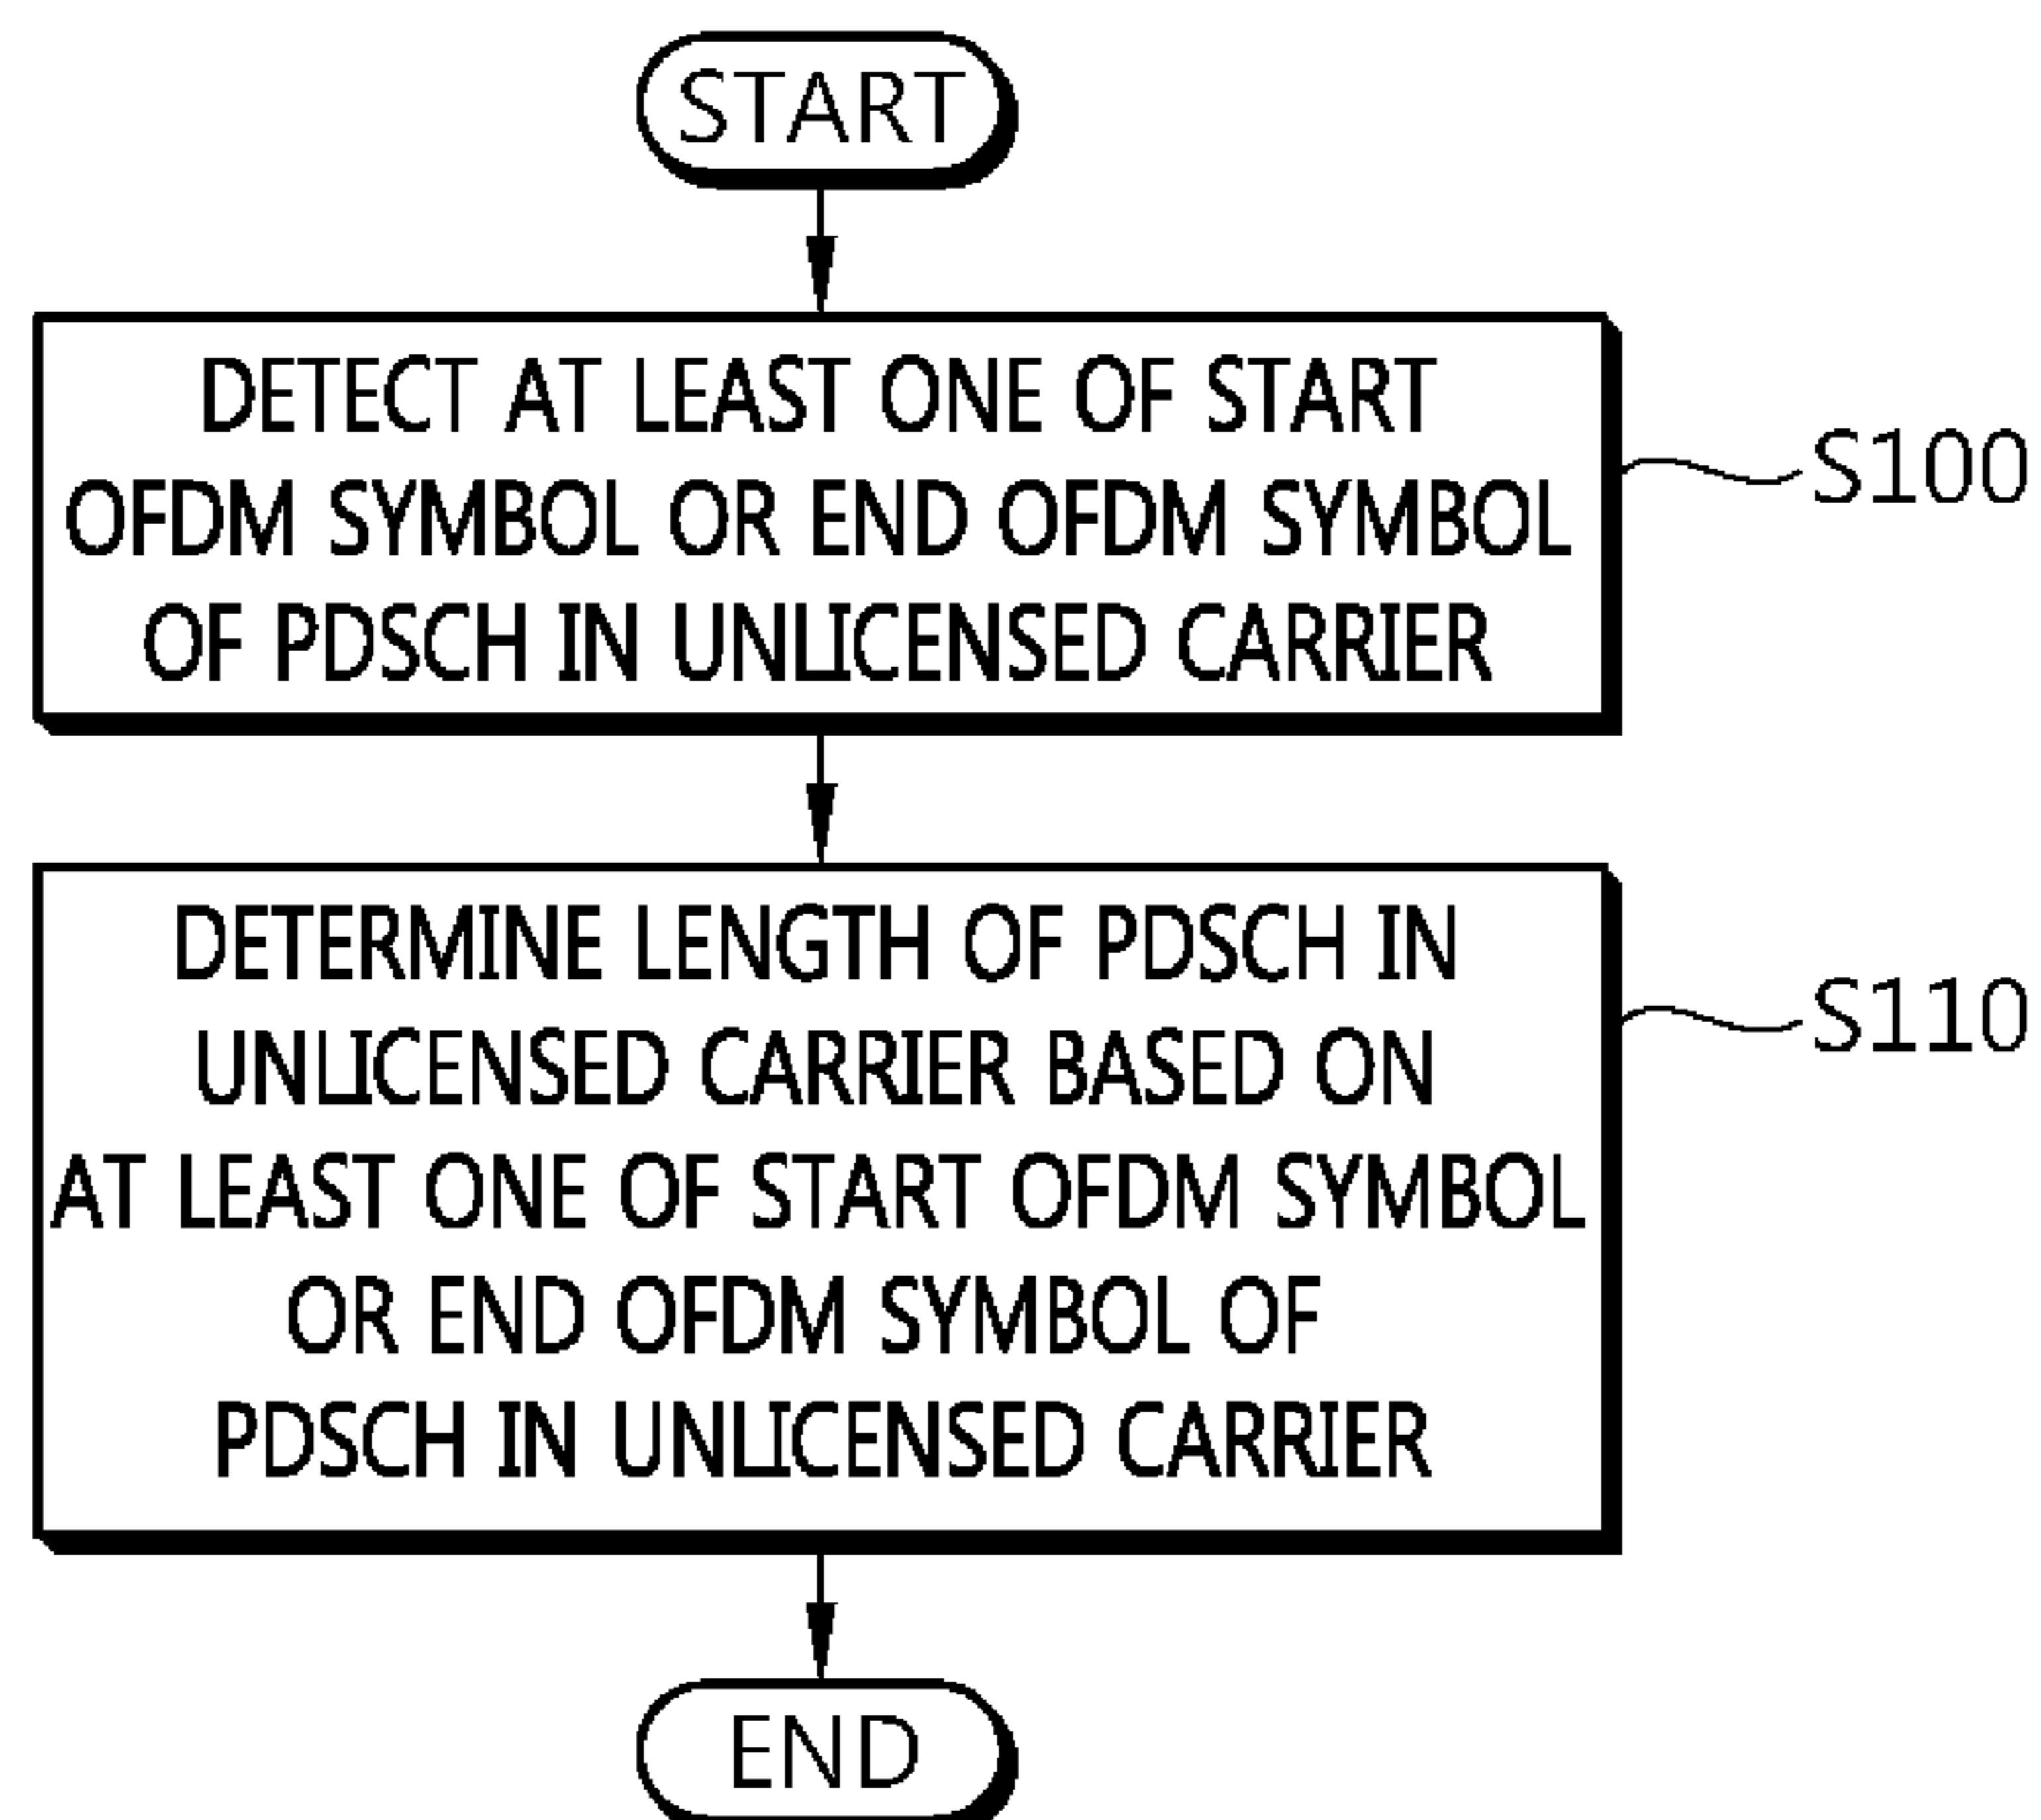 START
DETECT AT LEAST ONE OF START
OFDM SYMBOL OR END OFDM SYMBOL
OF PDSCH IN UNLICENSED CARRIER
S100
DETERMINE LENGTH OF PDSCH IN
UNLICENSED CARRIER BASED ON
AT LEAST ONE OF START OFDM SYMBOL
OR END OFDM SYMBOL OF
PDSCH IN UNLICENSED CARRIER
S110
END